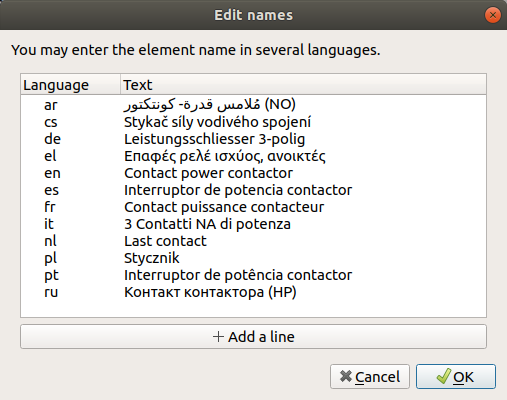 Edit names
You may enter the element name in several languages.
Language Text
ar مُلامس قدرة- كونتكتور (NO)
cs Stykač síly vodivého spojení
de Leistungsschliesser 3-polig
el Επαφές ρελέ ισχύος, ανοικτές
en Contact power contactor
es Interruptor de potencia contactor
fr Contact puissance contacteur
it 3 Contatti NA di potenza
nl Last contact
pl Stycznik
pt Interruptor de potência contactor
ru Контакт контактора (НР)
Add a line
Cancel OK